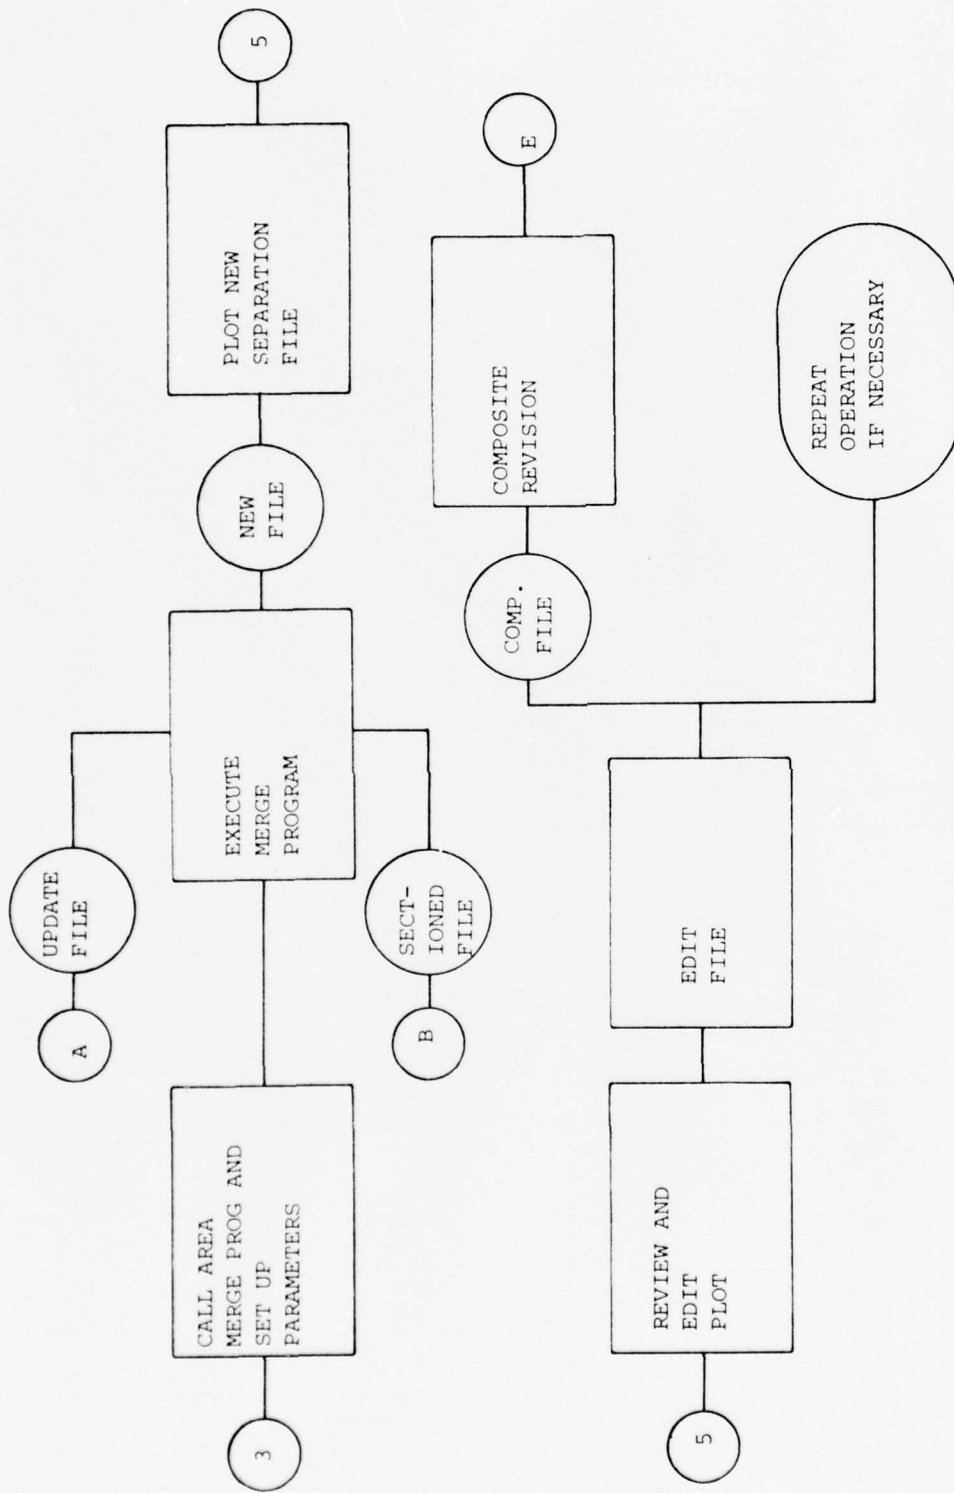 3
CALL AREA
MERGE PROG AND
SET UP
PARAMETERS
A
UPDATE
FILE
B
SECT-
IONED
FILE
EXECUTE
MERGE
PROGRAM
NEW
FILE
PLOT NEW
SEPARATION
FILE
5
5
REVIEW AND
EDIT
PLOT
EDIT
FILE
COMP.
FILE
COMPOSITE
REVISION
E
REPEAT
OPERATION
IF NECESSARY